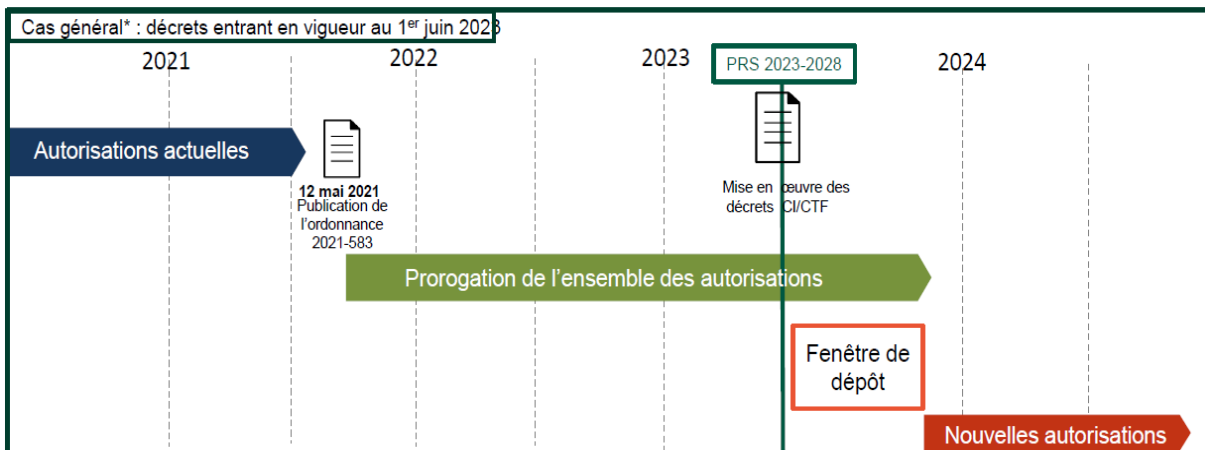 Cas général* : décrets entrant en vigueur au 1er juin 2023
2021
2022
2023
PRS 2023-2028
2024
Autorisations actuelles
12 mai 2021
Publication de
l'ordonnance
2021-583
Mise en œuvre des
décrets CI/CTF
Prorogation de l'ensemble des autorisations
Fenêtre de
dépôt
Nouvelles autorisations